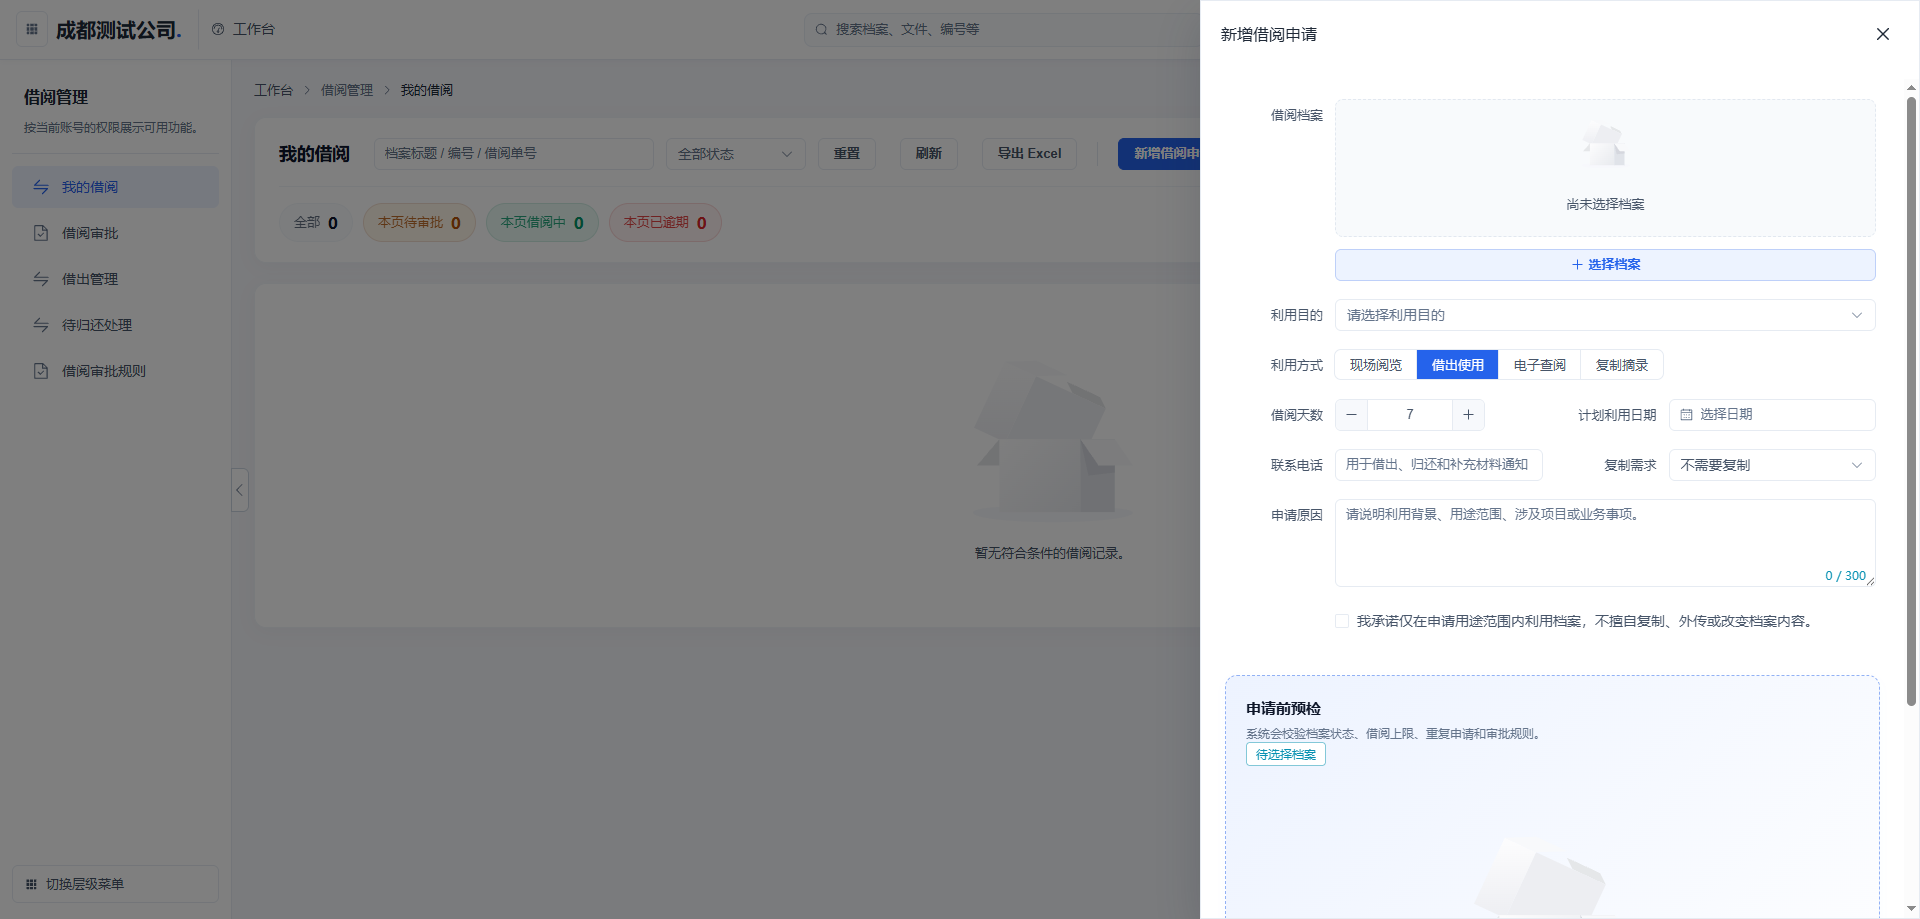 成都测试公司.
工作台
搜索档案、文件、编号等
借阅管理
按当前账号的权限展示可用功能。
我的借阅
借阅审批
借出管理
待归还处理
借阅审批规则
切换层级菜单
工作台 > 借阅管理 > 我的借阅
我的借阅
档案标题 / 编号 / 借阅单号
全部状态
重置
刷新
导出 Excel
新增借阅申
全部 0
本页待审批 0
本页借阅中 0
本页已逾期 0
暂无符合条件的借阅记录。
新增借阅申请
借阅档案
尚未选择档案
+ 选择档案
利用目的
请选择利用目的
利用方式
现场阅览
借出使用
电子查阅
复制摘录
借阅天数
7
计划利用日期
选择日期
联系电话
用于借出、归还和补充材料通知
复制需求
不需要复制
申请原因
请说明利用背景、用途范围、涉及项目或业务事项。
0 / 300
我承诺仅在申请用途范围内利用档案，不擅自复制、外传或改变档案内容。
申请前预检
系统会校验档案状态、借阅上限、重复申请和审批规则。
待选择档案